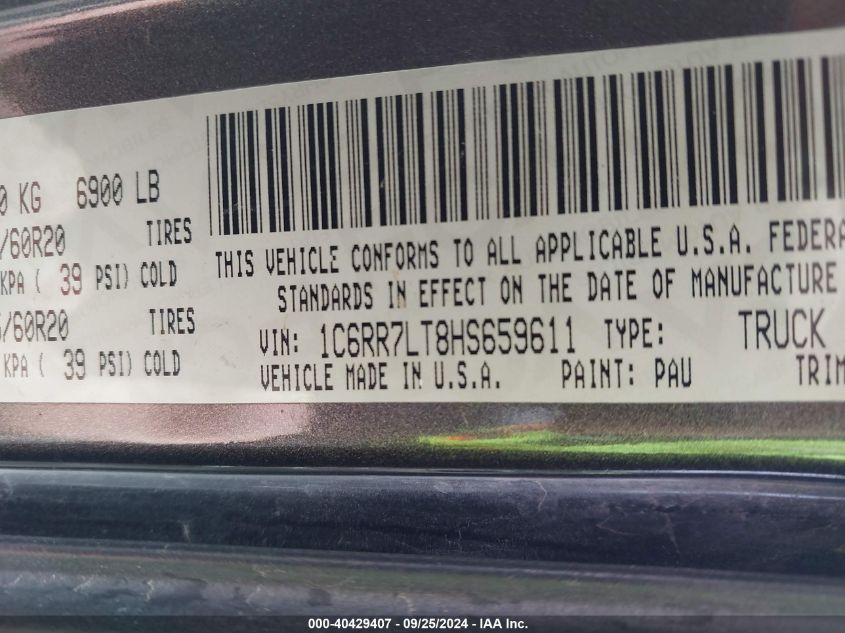 0 KG 6900 LB
/60R20 TIRES
KPA ( 39 PSI) COLD
/60R20 TIRES
KPA ( 39 PSI) COLD
THIS VEHICLE CONFORMS TO ALL APPLICABLE U.S.A. FEDERA
STANDARDS IN EFFECT ON THE DATE OF MANUFACTURE
VIN: 1C6RR7LT8HS659611 TYPE: TRUCK
VEHICLE MADE IN U.S.A. PAINT: PAU TRIM
000-40429407 - 09/25/2024 - IAA Inc.